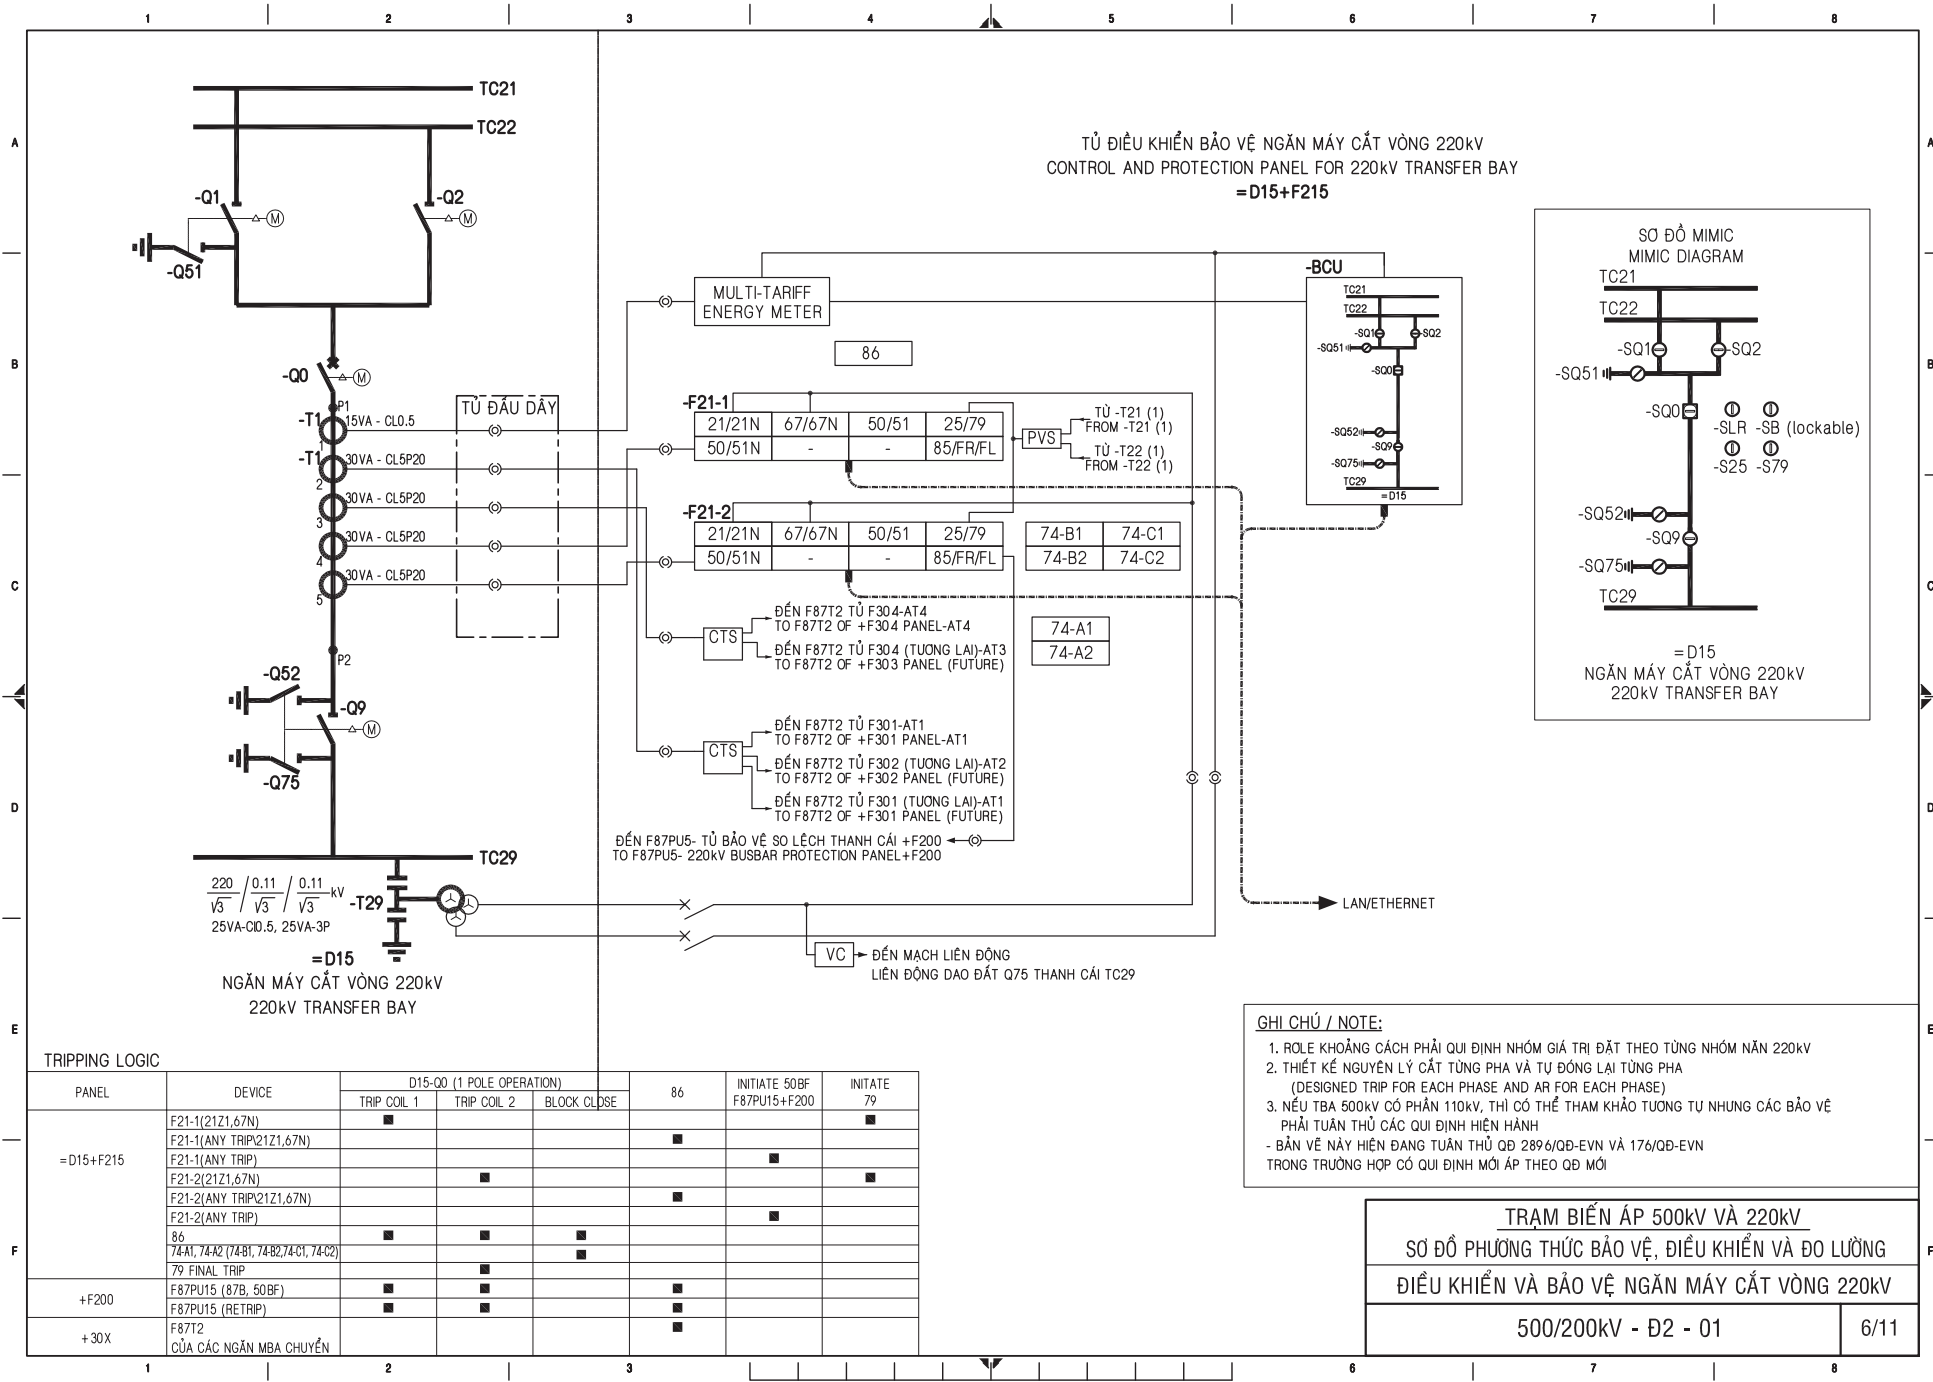 1 2 3 4 5 6 7 8
A
B
C
D
E
F
A
B
C
D
E
F
TC21
TC22
-Q1
M
-Q2
M
-Q51
-Q0
M
P1
-T1
15VA - CL0.5
1
-T1
30VA - CL5P20
2
30VA - CL5P20
3
30VA - CL5P20
4
30VA - CL5P20
5
P2
-Q52
-Q9
M
-Q75
TC29
220/√3 / 0.11/√3 / 0.11/√3 kV
25VA-Cl0.5, 25VA-3P
-T29
=D15
NGĂN MÁY CẮT VÒNG 220kV
220kV TRANSFER BAY
TỦ ĐẤU DÂY
TỦ ĐIỀU KHIỂN BẢO VỆ NGĂN MÁY CẮT VÒNG 220kV
CONTROL AND PROTECTION PANEL FOR 220kV TRANSFER BAY
=D15+F215
MULTI-TARIFF
ENERGY METER
86
-F21-1
21/21N 67/67N 50/51 25/79
50/51N - - 85/FR/FL
PVS
TỪ -T21 (1)
FROM -T21 (1)
TỪ -T22 (1)
FROM -T22 (1)
-F21-2
21/21N 67/67N 50/51 25/79
50/51N - - 85/FR/FL
74-B1 74-C1
74-B2 74-C2
74-A1
74-A2
CTS
ĐẾN F87T2 TỦ F304-AT4
TO F87T2 OF +F304 PANEL-AT4
ĐẾN F87T2 TỦ F304 (TƯƠNG LAI)-AT3
TO F87T2 OF +F303 PANEL (FUTURE)
CTS
ĐẾN F87T2 TỦ F301-AT1
TO F87T2 OF +F301 PANEL-AT1
ĐẾN F87T2 TỦ F302 (TƯƠNG LAI)-AT2
TO F87T2 OF +F302 PANEL (FUTURE)
ĐẾN F87T2 TỦ F301 (TƯƠNG LAI)-AT1
TO F87T2 OF +F301 PANEL (FUTURE)
ĐẾN F87PU5- TỦ BẢO VỆ SO LỆCH THANH CÁI +F200
TO F87PU5- 220kV BUSBAR PROTECTION PANEL+F200
VC
ĐẾN MẠCH LIÊN ĐỘNG
LIÊN ĐỘNG DAO ĐẤT Q75 THANH CÁI TC29
LAN/ETHERNET
-BCU
TC21
TC22
-SQ1
-SQ2
-SQ51
-SQ0
-SQ52
-SQ9
-SQ75
TC29
=D15
SƠ ĐỒ MIMIC
MIMIC DIAGRAM
TC21
TC22
-SQ1
-SQ2
-SQ51
-SQ0
-SLR -SB (lockable)
-S25 -S79
-SQ52
-SQ9
-SQ75
TC29
=D15
NGĂN MÁY CẮT VÒNG 220kV
220kV TRANSFER BAY
GHI CHÚ / NOTE:
1. RƠLE KHOẢNG CÁCH PHẢI QUI ĐỊNH NHÓM GIÁ TRỊ ĐẶT THEO TỪNG NHÓM NĂN 220kV
2. THIẾT KẾ NGUYÊN LÝ CẮT TỪNG PHA VÀ TỰ ĐÓNG LẠI TỪNG PHA
(DESIGNED TRIP FOR EACH PHASE AND AR FOR EACH PHASE)
3. NẾU TBA 500kV CÓ PHẦN 110kV, THÌ CÓ THỂ THAM KHẢO TƯƠNG TỰ NHƯNG CÁC BẢO VỆ
PHẢI TUÂN THỦ CÁC QUI ĐỊNH HIỆN HÀNH
- BẢN VẼ NÀY HIỆN ĐANG TUÂN THỦ QĐ 2896/QĐ-EVN VÀ 176/QĐ-EVN
TRONG TRƯỜNG HỢP CÓ QUI ĐỊNH MỚI ÁP THEO QĐ MỚI
TRIPPING LOGIC
PANEL DEVICE D15-Q0 (1 POLE OPERATION) 86 INITIATE 50BF INITATE
TRIP COIL 1 TRIP COIL 2 BLOCK CLOSE F87PU15+F200 79
F21-1(21Z1,67N)
F21-1(ANY TRIP\21Z1,67N)
=D15+F215 F21-1(ANY TRIP)
F21-2(21Z1,67N)
F21-2(ANY TRIP\21Z1,67N)
F21-2(ANY TRIP)
86
74-A1, 74-A2 (74-B1, 74-B2,74-C1, 74-C2)
79 FINAL TRIP
+F200 F87PU15 (87B, 50BF)
F87PU15 (RETRIP)
+30X F87T2
CỦA CÁC NGĂN MBA CHUYỂN
TRẠM BIẾN ÁP 500kV VÀ 220kV
SƠ ĐỒ PHƯƠNG THỨC BẢO VỆ, ĐIỀU KHIỂN VÀ ĐO LƯỜNG
ĐIỀU KHIỂN VÀ BẢO VỆ NGĂN MÁY CẮT VÒNG 220kV
500/200kV - Đ2 - 01 6/11
1 2 3 6 7 8